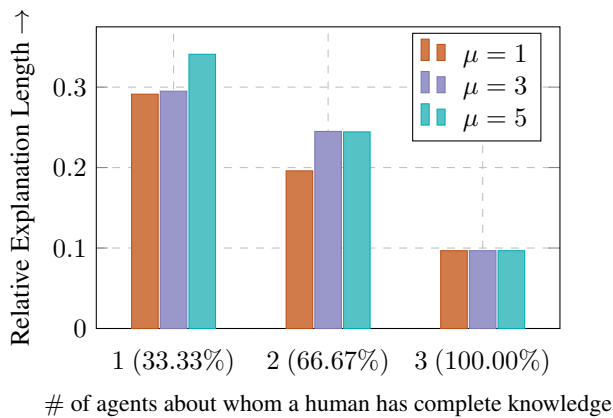 Relative Explanation Length →
0.3
0.2
0.1
0
μ = 1
μ = 3
μ = 5
1 (33.33%) 2 (66.67%) 3 (100.00%)
# of agents about whom a human has complete knowledge